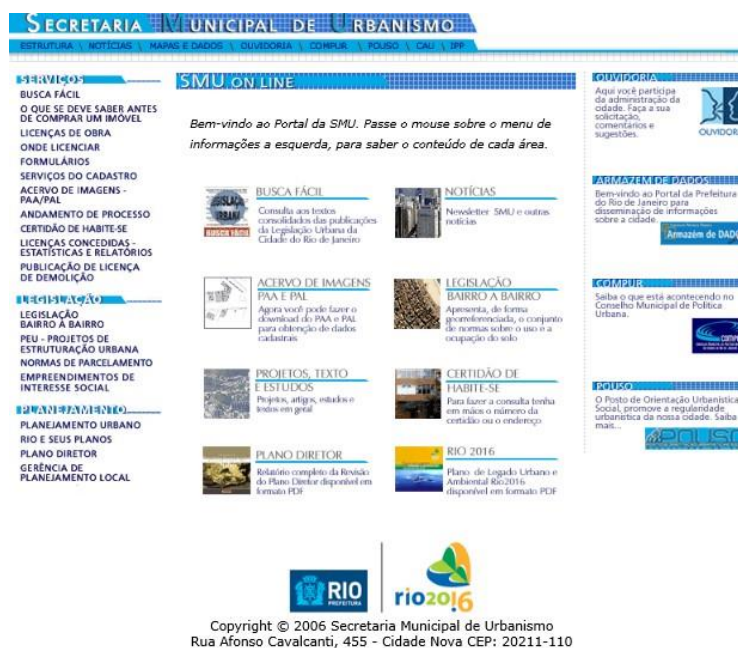 SECRETARIA MUNICIPAL DE URBANISMO
ESTRUTURA \ NOTÍCIAS \ MAPAS E DADOS \ OUVIDORIA \ COMPUR \ POUSO \ CAU \ IPP
SERVIÇOS
BUSCA FÁCIL
O QUE SE DEVE SABER ANTES
DE COMPRAR UM IMÓVEL
LICENÇAS DE OBRA
ONDE LICENCIAR
FORMULÁRIOS
SERVIÇOS DO CADASTRO
ACERVO DE IMAGENS -
PAA/PAL
ANDAMENTO DE PROCESSO
CERTIDÃO DE HABITE-SE
LICENÇAS CONCEDIDAS -
ESTATÍSTICAS E RELATÓRIOS
PUBLICAÇÃO DE LICENÇA
DE DEMOLIÇÃO
LEGISLAÇÃO
LEGISLAÇÃO
BAIRRO A BAIRRO
PEU - PROJETOS DE
ESTRUTURAÇÃO URBANA
NORMAS DE PARCELAMENTO
EMPREENDIMENTOS DE
INTERESSE SOCIAL
PLANEJAMENTO
PLANEJAMENTO URBANO
RIO E SEUS PLANOS
PLANO DIRETOR
GERÊNCIA DE
PLANEJAMENTO LOCAL
SMU ON LINE
Bem-vindo ao Portal da SMU. Passe o mouse sobre o menu de
informações a esquerda, para saber o conteúdo de cada área.
LEGISLAÇÃO
URBANA
BUSCA FÁCIL
BUSCA FÁCIL
Consulta aos textos
consolidados das publicações
da Legislação Urbana da
Cidade do Rio de Janeiro
NOTÍCIAS
Newsletter SMU e outras
notícias
ACERVO DE IMAGENS
PAA E PAL
Agora você pode fazer o
download do PAA e PAL
para obtenção de dados
cadastrais
LEGISLAÇÃO
BAIRRO A BAIRRO
Apresenta, de forma
georreferenciada, o conjunto
de normas sobre o uso e a
ocupação do solo
PROJETOS, TEXTO
E ESTUDOS
Projetos, artigos, estudos e
textos em geral
CERTIDÃO DE
HABITE-SE
Para fazer a consulta tenha
em mãos o número da
certidão ou o endereço
PLANO DIRETOR
Relatório completo da Revisão
do Plano Diretor disponível em
formato PDF
RIO 2016
Plano de Legado Urbano e
Ambiental Rio2016
disponível em formato PDF
OUVIDORIA
Aqui você participa
da administração da
cidade. Faça a sua
solicitação,
comentários e
sugestões.
OUVIDOR
ARMAZEM DE DADOS
Bem-vindo ao Portal da Prefeitura
do Rio de Janeiro para
disseminação de informações
sobre a cidade.
Armazém de DAD
COMPUR
Saiba o que está acontecendo no
Conselho Municipal de Política
Urbana.
COMPU
POUSO
O Posto de Orientação Urbanística
Social, promove a regularidade
urbanística da nossa cidade. Saiba
mais...
POUSO
RIO
PREFEITURA
rio2016
Copyright © 2006 Secretaria Municipal de Urbanismo
Rua Afonso Cavalcanti, 455 - Cidade Nova CEP: 20211-110